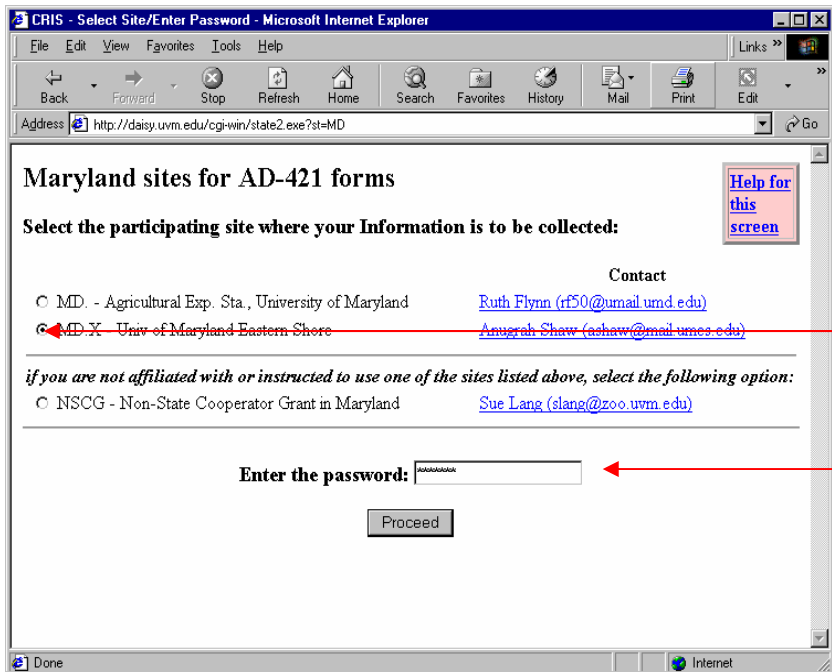 CRIS - Select Site/Enter Password - Microsoft Internet Explorer
File Edit View Favorites Tools Help Links »
Back Forward Stop Refresh Home Search Favorites History Mail Print Edit »
Address http://daisy.uvm.edu/cgi-win/state2.exe?st=MD Go
Maryland sites for AD-421 forms
Help for
this
screen
Select the participating site where your Information is to be collected:
Contact
MD. - Agricultural Exp. Sta., University of Maryland Ruth Flynn (rf50@umail.umd.edu)
MD.X - Univ of Maryland Eastern Shore Anugrah Shaw (ashaw@mail.umes.edu)
if you are not affiliated with or instructed to use one of the sites listed above, select the following option:
NSCG - Non-State Cooperator Grant in Maryland Sue Lang (slang@zoo.uvm.edu)
Enter the password: *******
Proceed
Done Internet